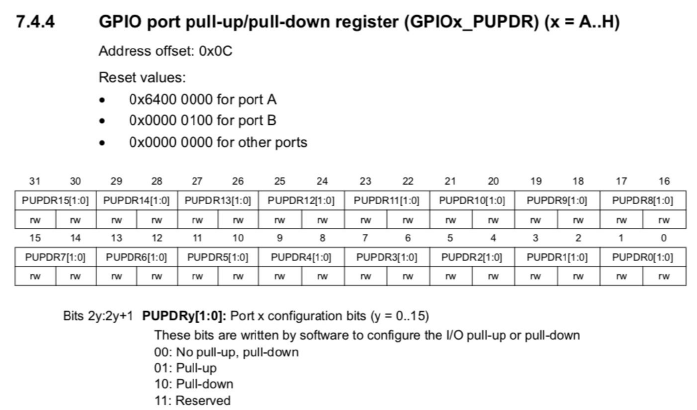 7.4.4 GPIO port pull-up/pull-down register (GPIOx_PUPDR) (x = A..H)
Address offset: 0x0C
Reset values:
• 0x6400 0000 for port A
• 0x0000 0100 for port B
• 0x0000 0000 for other ports
31 30 29 28 27 26 25 24 23 22 21 20 19 18 17 16
PUPDR15[1:0] PUPDR14[1:0] PUPDR13[1:0] PUPDR12[1:0] PUPDR11[1:0] PUPDR10[1:0] PUPDR9[1:0] PUPDR8[1:0]
rw rw rw rw rw rw rw rw rw rw rw rw rw rw rw rw
15 14 13 12 11 10 9 8 7 6 5 4 3 2 1 0
PUPDR7[1:0] PUPDR6[1:0] PUPDR5[1:0] PUPDR4[1:0] PUPDR3[1:0] PUPDR2[1:0] PUPDR1[1:0] PUPDR0[1:0]
rw rw rw rw rw rw rw rw rw rw rw rw rw rw rw rw
Bits 2y:2y+1 PUPDRy[1:0]: Port x configuration bits (y = 0..15)
These bits are written by software to configure the I/O pull-up or pull-down
00: No pull-up, pull-down
01: Pull-up
10: Pull-down
11: Reserved